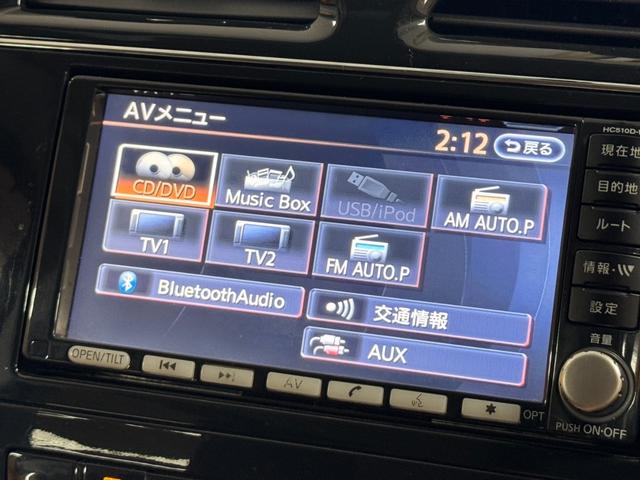 AVメニュー
2:12
戻る
HC510D-
CD/DVD
Music Box
USB/iPod
AM AUTO.P
TV1
TV2
FM AUTO.P
BluetoothAudio
交通情報
AUX
現在地
目的地
ルート
情報・
設定
音量
PUSH ON・OFF
OPEN/TILT
AV
OPT